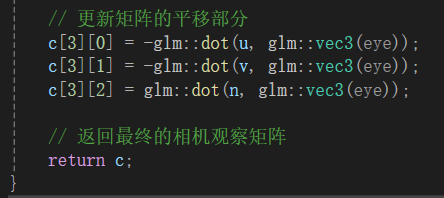 // 更新矩阵的平移部分
c[3][0] = -glm::dot(u, glm::vec3(eye));
c[3][1] = -glm::dot(v, glm::vec3(eye));
c[3][2] = glm::dot(n, glm::vec3(eye));
// 返回最终的相机观察矩阵
return c;
}